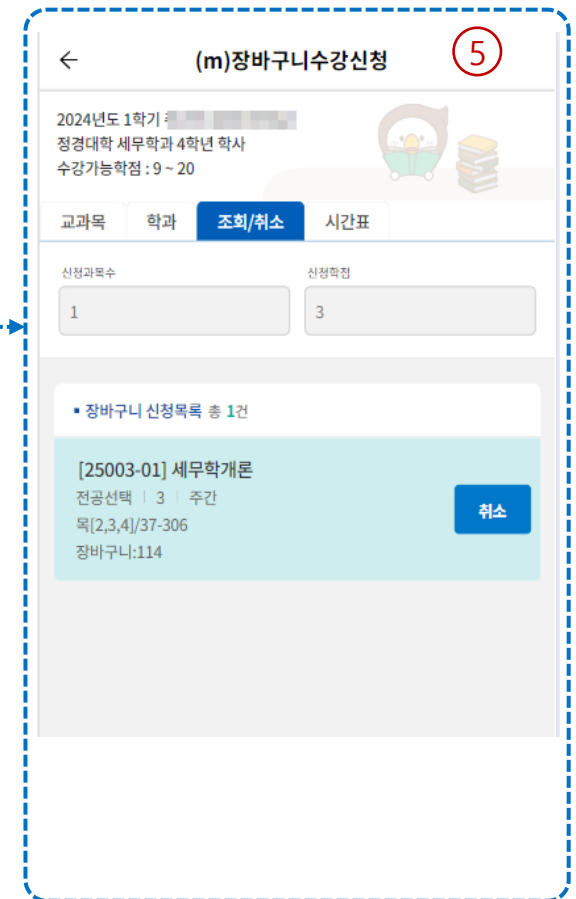 (m)장바구니수강신청
⑤
2024년도 1학기
정경대학 세무학과 4학년 학사
수강가능학점 : 9 ~ 20
교과목 학과 조회/취소 시간표
신청과목수 신청학점
1 3
장바구니 신청목록 총 1건
[25003-01] 세무학개론
전공선택 | 3 | 주간
목[2,3,4]/37-306
장바구니:114
취소